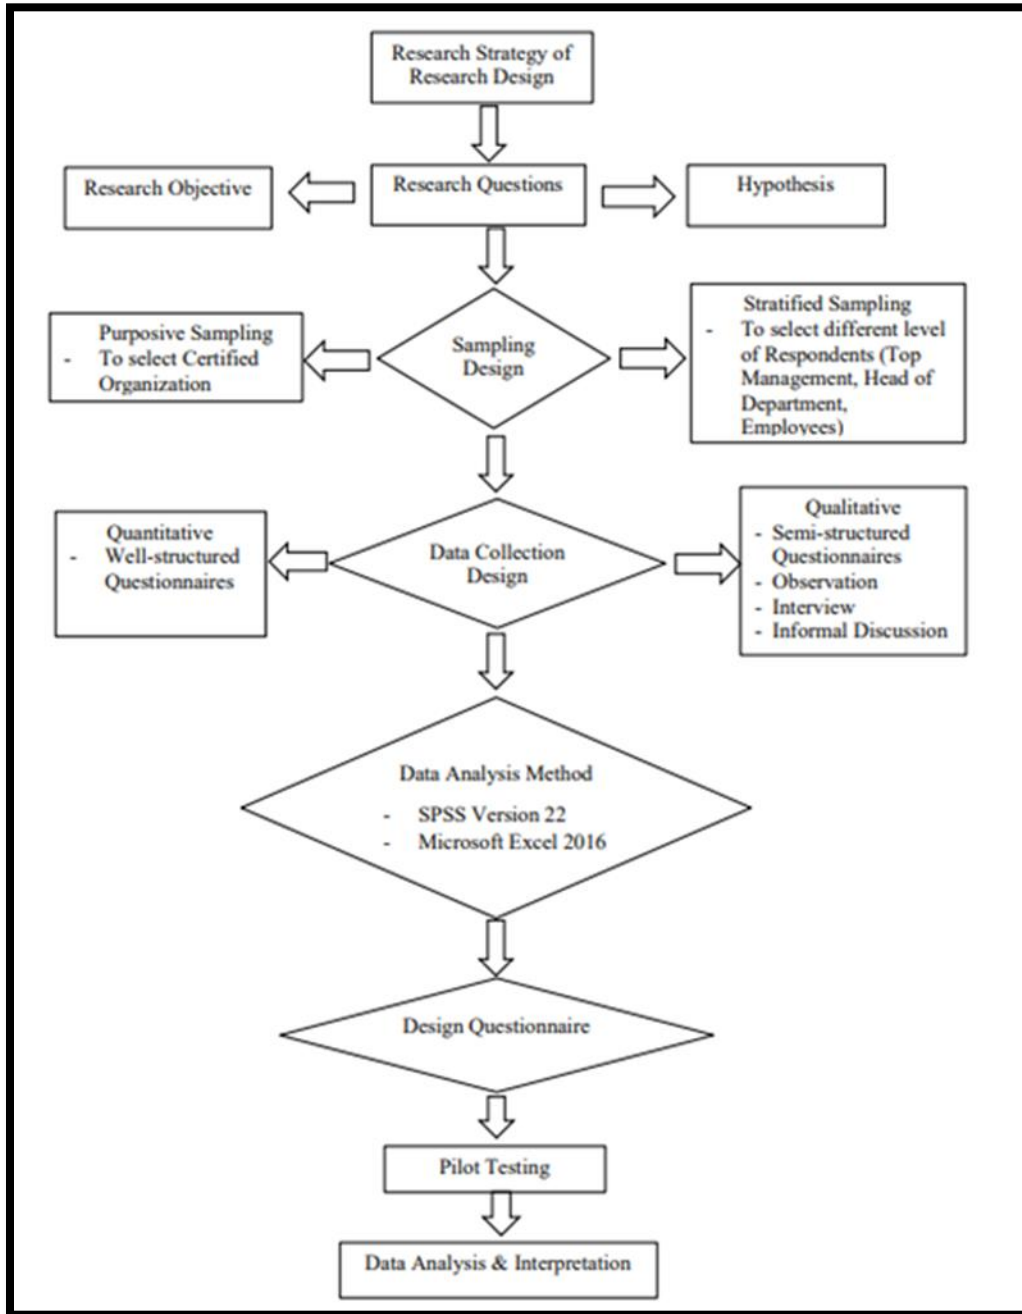 Research Strategy of
Research Design
Research Objective
Research Questions
Hypothesis
Purposive Sampling
- To select Certified
Organization
Sampling
Design
Stratified Sampling
- To select different level
of Respondents (Top
Management, Head of
Department,
Employees)
Quantitative
- Well-structured
Questionnaires
Data Collection
Design
Qualitative
- Semi-structured
Questionnaires
- Observation
- Interview
- Informal Discussion
Data Analysis Method
- SPSS Version 22
- Microsoft Excel 2016
Design Questionnaire
Pilot Testing
Data Analysis & Interpretation